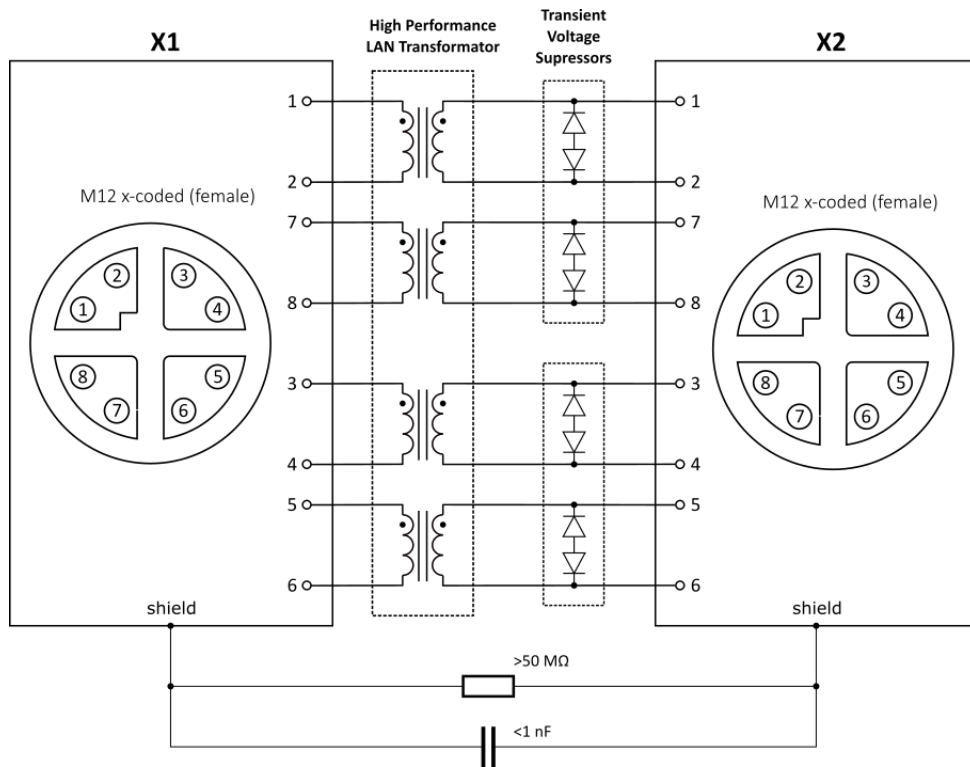 X1
High Performance
LAN Transformator
Transient
Voltage
Supressors
X2
1
2
7
8
3
4
5
6
M12 x-coded (female)
1
2
3
4
5
6
7
8
shield
1
2
7
8
3
4
5
6
M12 x-coded (female)
1
2
3
4
5
6
7
8
shield
>50 MΩ
<1 nF